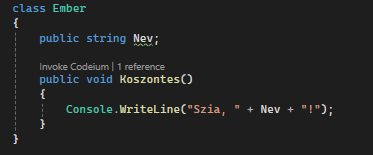 class Ember
{
    public string Nev;
    Invoke Codeium | 1 reference
    public void Koszontes()
    {
        Console.WriteLine("Szia, " + Nev + "!");
    }
}